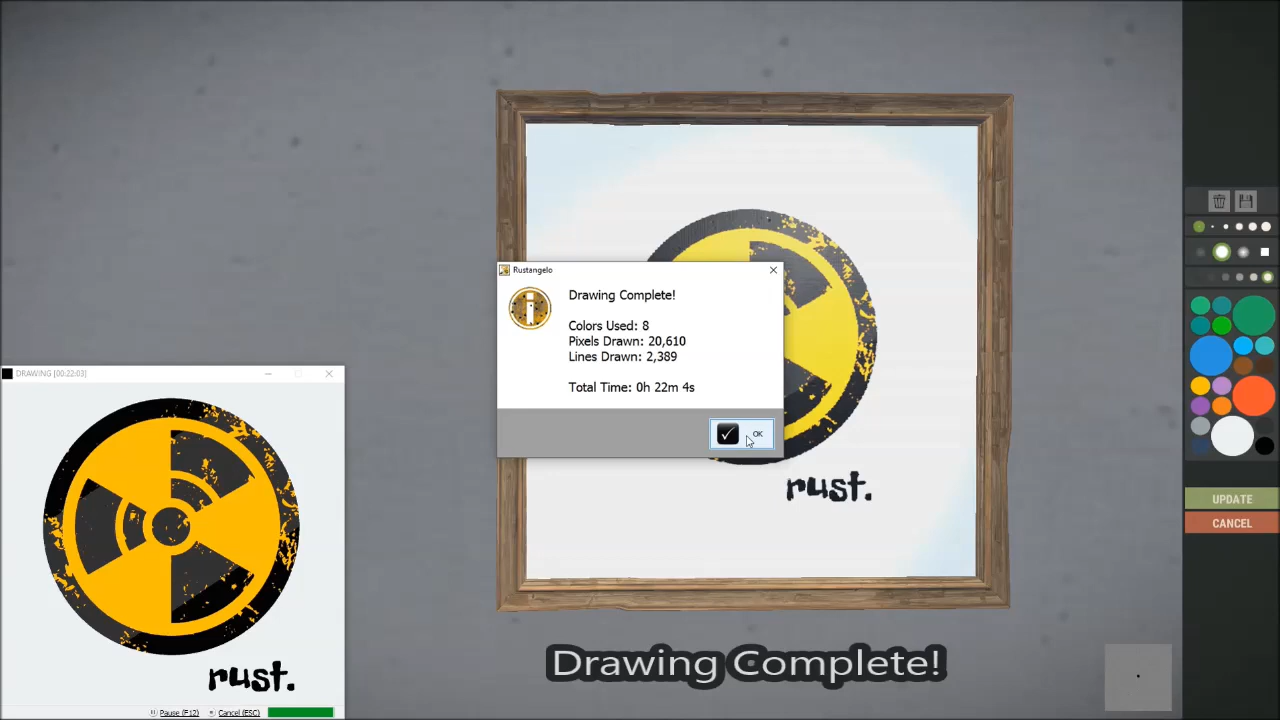 Rustangelo
Drawing Complete!
Colors Used: 8
Pixels Drawn: 20,610
Lines Drawn: 2,389
Total Time: 0h 22m 4s
OK
rust.
UPDATE
CANCEL
DRAWING [00:22:03]
rust.
Pause (F12) Cancel (ESC)
Drawing Complete!